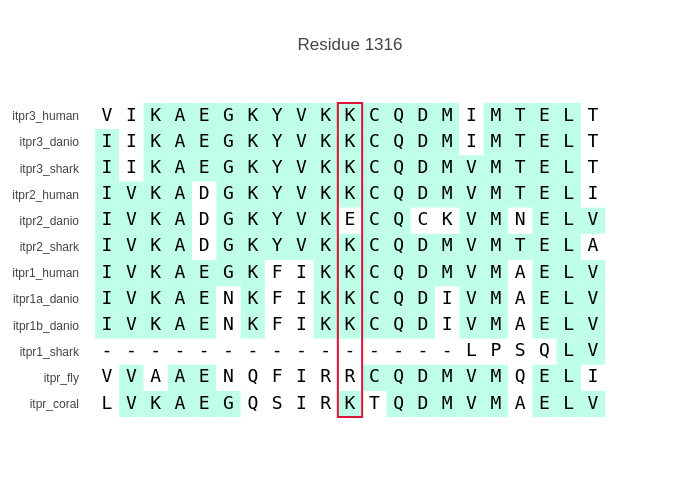 Residue 1316
itpr3_human V I K A E G K Y V K K C Q D M I M T E L T
itpr3_danio I I K A E G K Y V K K C Q D M I M T E L T
itpr3_shark I I K A E G K Y V K K C Q D M V M T E L T
itpr2_human I V K A D G K Y V K K C Q D M V M T E L I
itpr2_danio I V K A D G K Y V K E C Q C K V M N E L V
itpr2_shark I V K A D G K Y V K K C Q D M V M T E L A
itpr1_human I V K A E G K F I K K C Q D M V M A E L V
itpr1a_danio I V K A E N K F I K K C Q D I V M A E L V
itpr1b_danio I V K A E N K F I K K C Q D I V M A E L V
itpr1_shark - - - - - - - - - - - - - - - L P S Q L V
itpr_fly V V A A E N Q F I R R C Q D M V M Q E L I
itpr_coral L V K A E G Q S I R K T Q D M V M A E L V